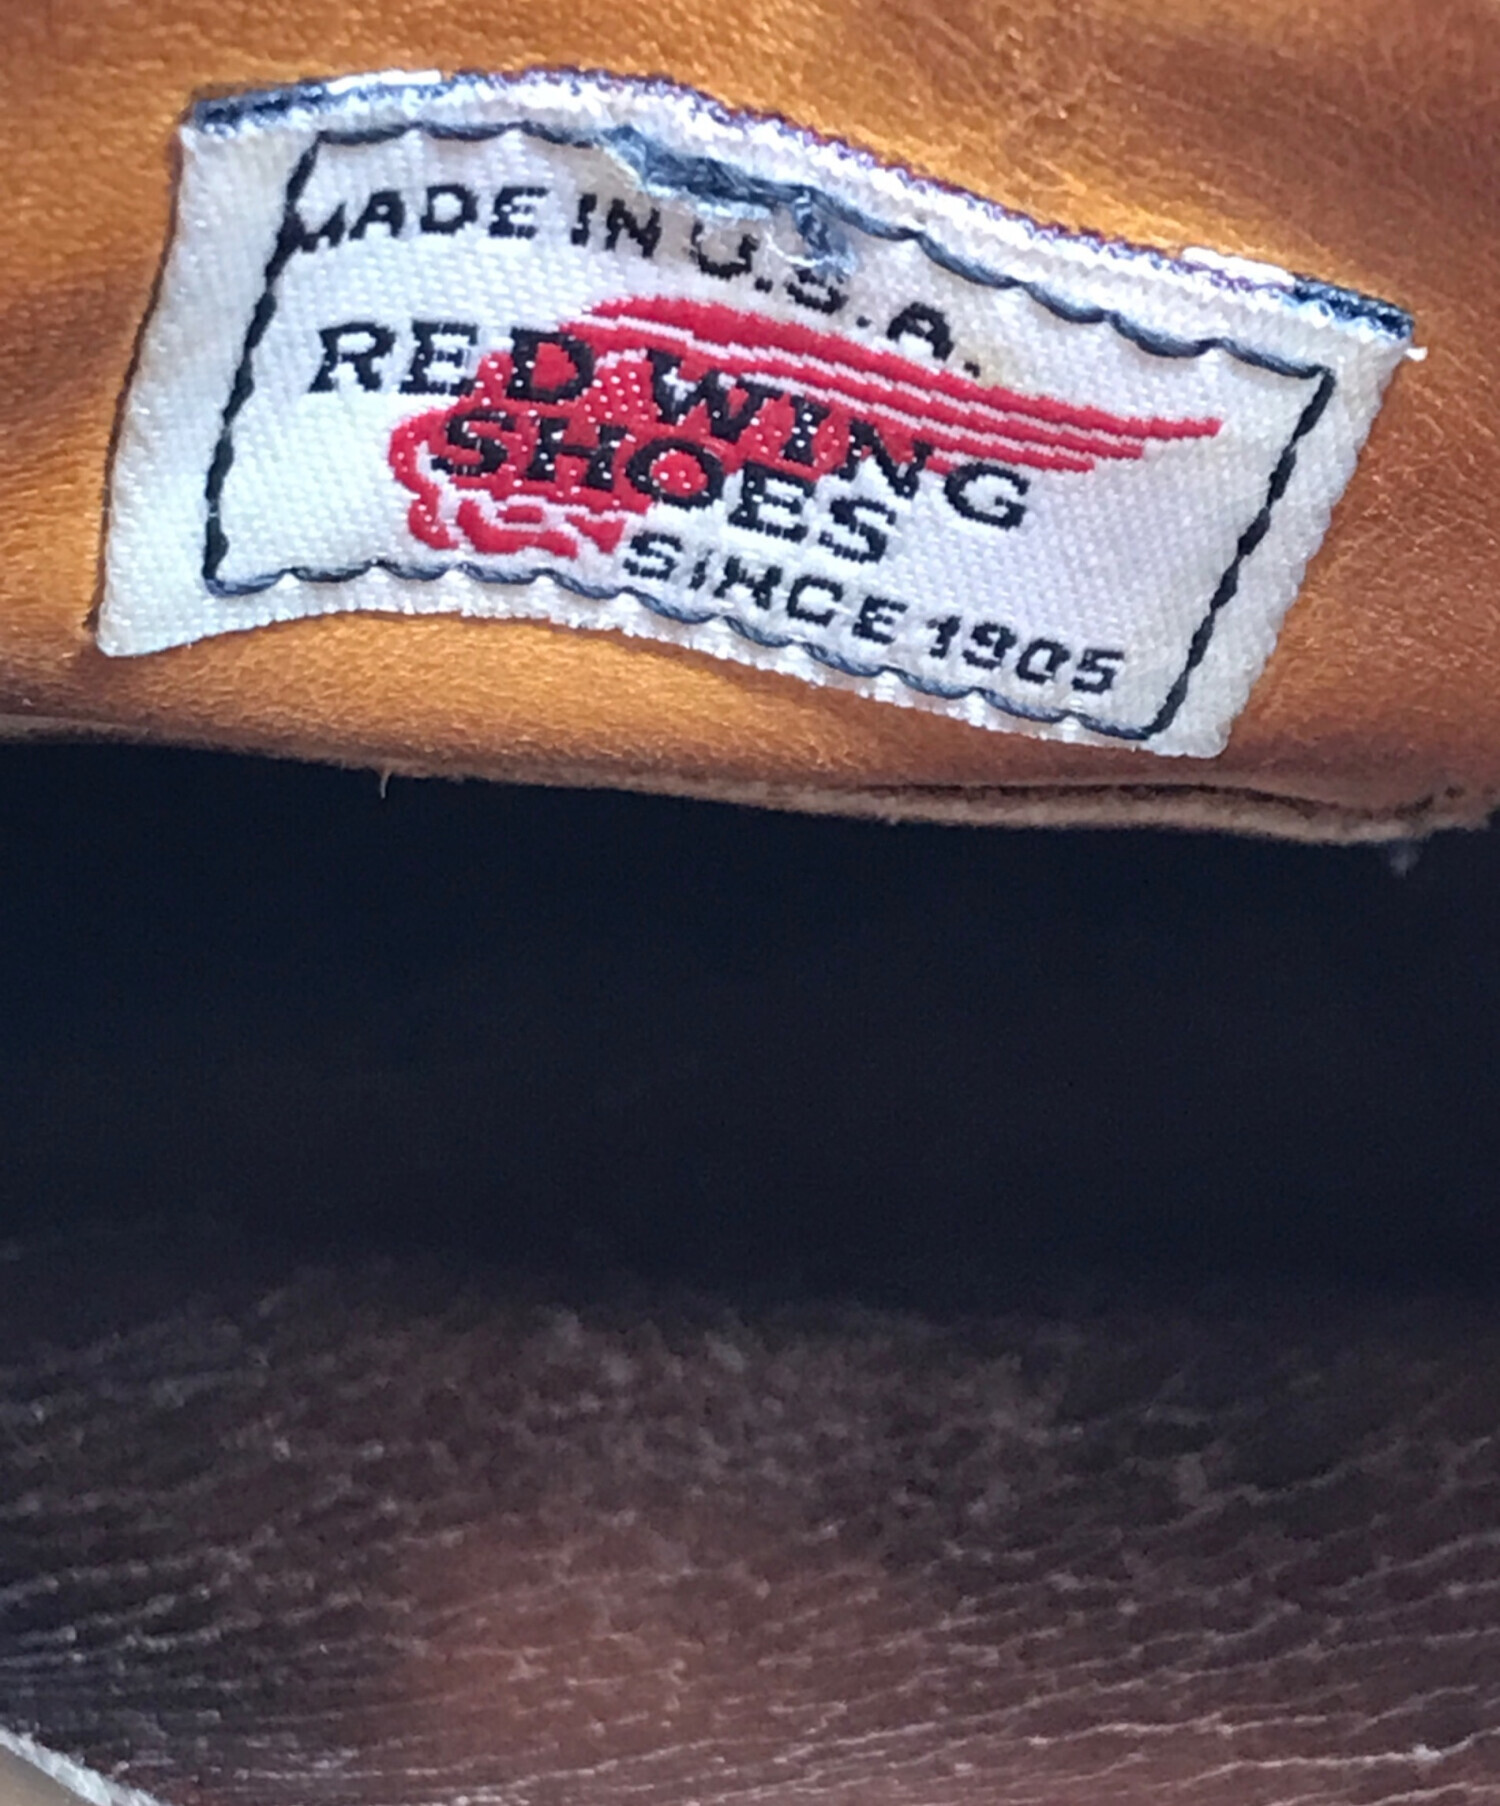 MADE IN U.S.A.
RED WING
SHOES
SINCE 1905